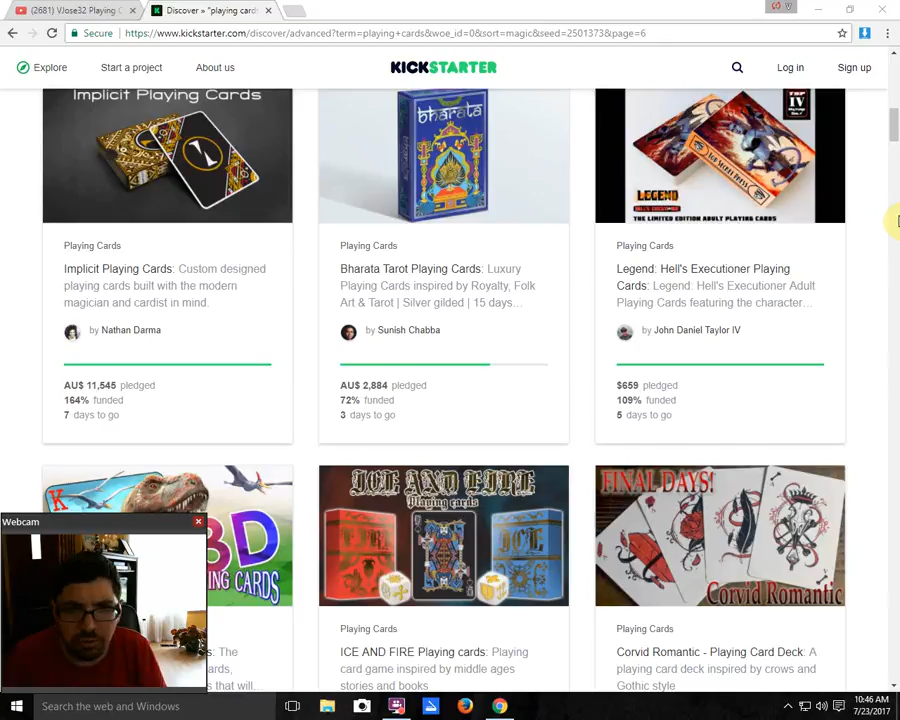 (2681) \/Jose32 Playing C
Discover » "playing card
Secure
https://www.kickstarter.com/discover/advanced?term=playing+cards&woe_id=0&sort=magic&seed=2501373&page=6
Explore
Start a project
About us
KICKSTARTER
Log in
Sign up
Implicit Playing Cards
bharata
TOP
IV
ICE SECRET PRESS
LEGEND
THE LIMITED EDITION ADULT PLAYING CARDS
Playing Cards
Implicit Playing Cards: Custom designed
playing cards built with the modern
magician and cardist in mind.
by Nathan Darma
AU$ 11,545 pledged
164% funded
7 days to go
Playing Cards
Bharata Tarot Playing Cards: Luxury
Playing Cards inspired by Royalty, Folk
Art & Tarot | Silver gilded | 15 days...
by Sunish Chabba
AU$ 2,884 pledged
72% funded
3 days to go
Playing Cards
Legend: Hell's Executioner Playing
Cards: Legend: Hell's Executioner Adult
Playing Cards featuring the character...
by John Daniel Taylor IV
$659 pledged
109% funded
5 days to go
K
3D
ING CARDS
s: The
ards,
s that will...
ICE AND FIRE
Playing cards
ICE
Playing Cards
ICE AND FIRE Playing cards: Playing
card game inspired by middle ages
stories and books
FINAL DAYS!
Corvid Romantic
Playing Cards
Corvid Romantic - Playing Card Deck: A
playing card deck inspired by crows and
Gothic style
Webcam
Search the web and Windows
10:46 AM
7/23/2017